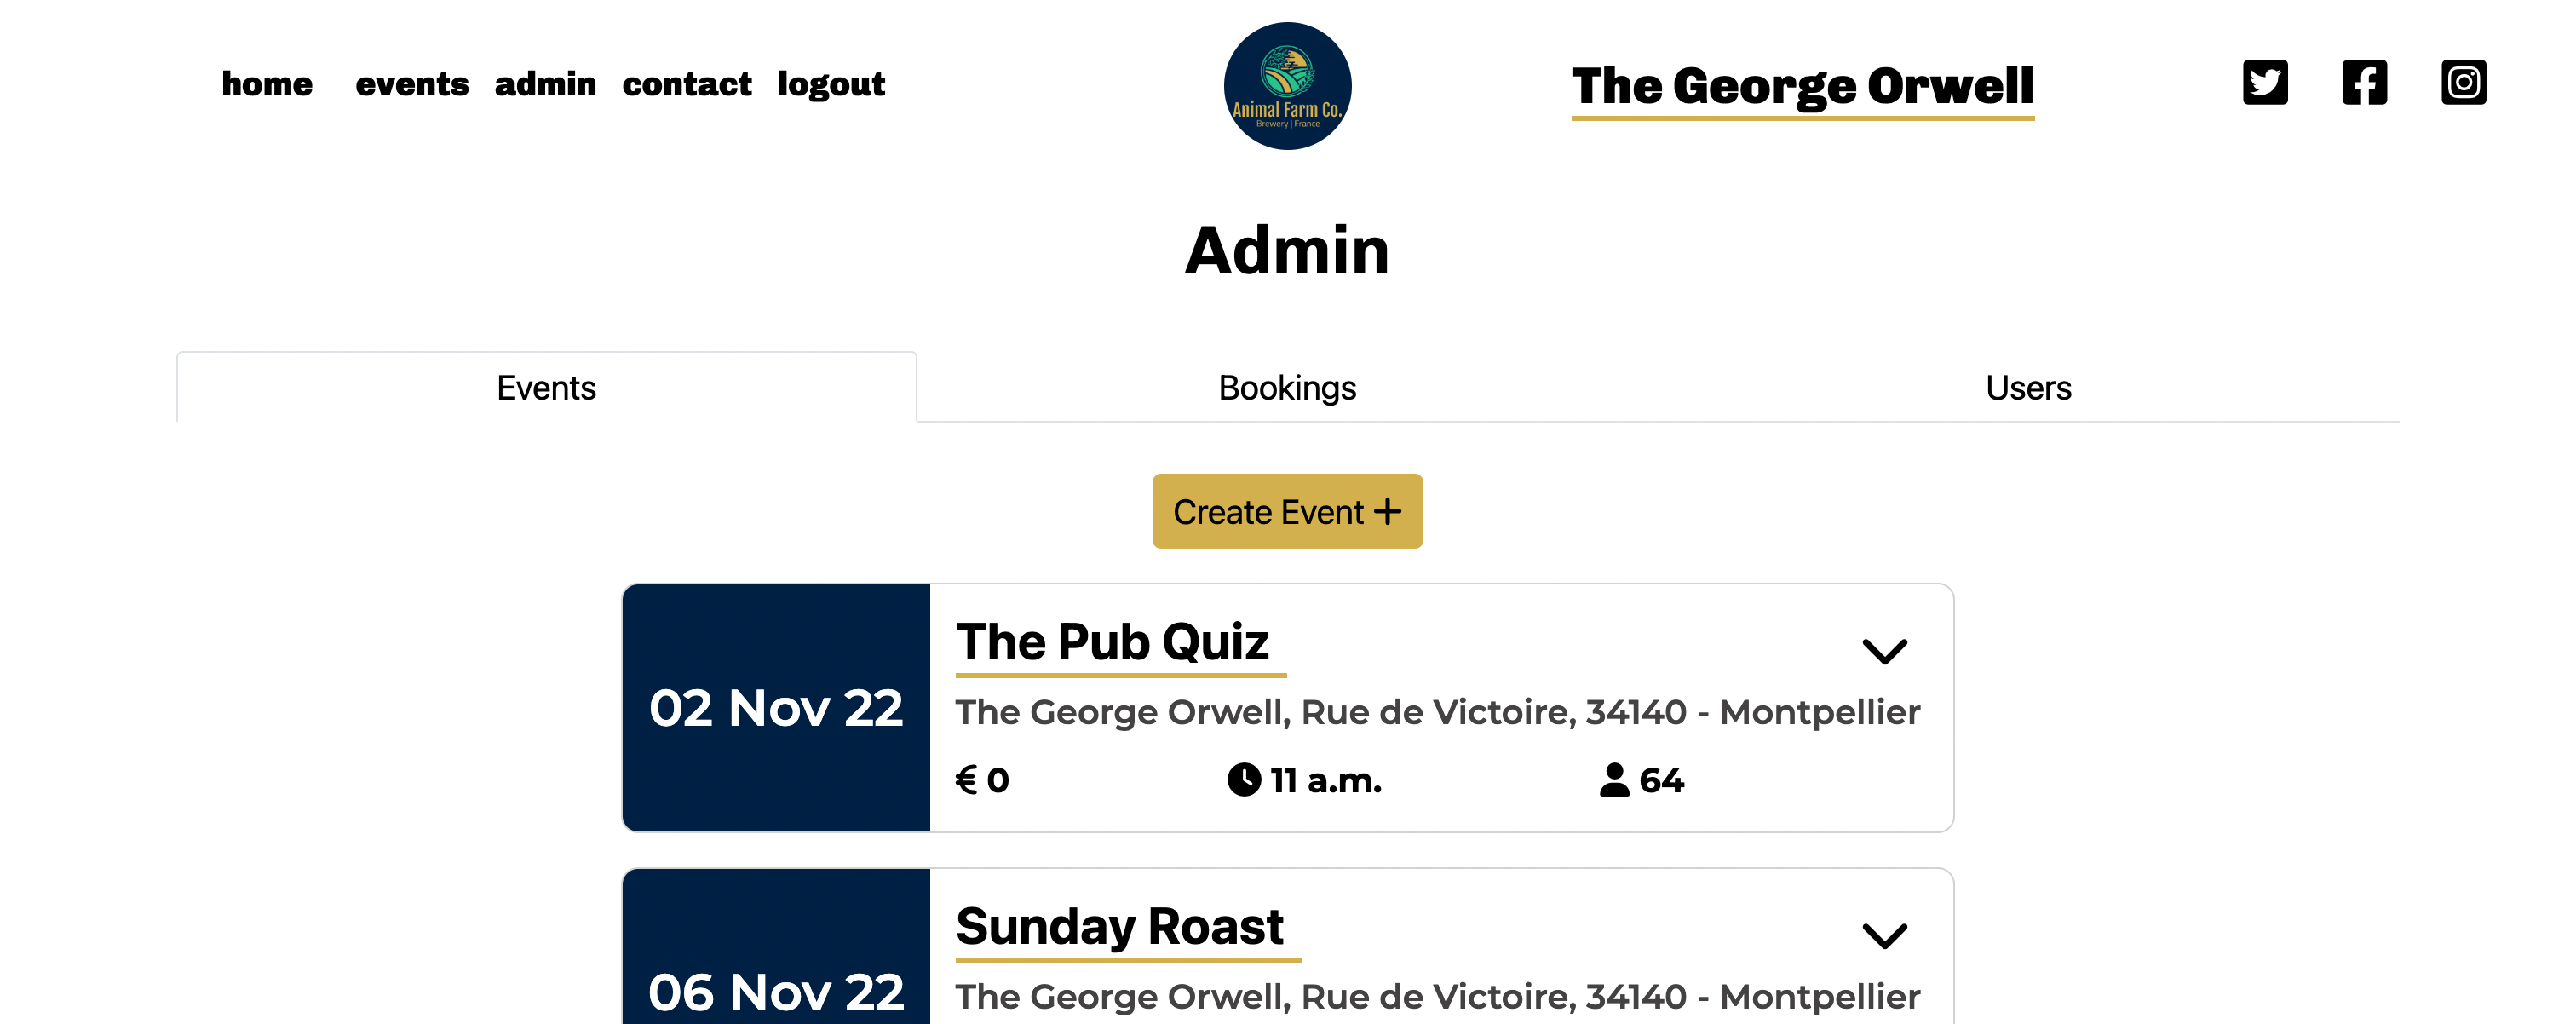 home events admin contact logout
Animal Farm Co.
Brewery | France
The George Orwell
Admin
Events Bookings Users
Create Event +
02 Nov 22
The Pub Quiz
The George Orwell, Rue de Victoire, 34140 - Montpellier
€ 0 11 a.m. 64
06 Nov 22
Sunday Roast
The George Orwell, Rue de Victoire, 34140 - Montpellier